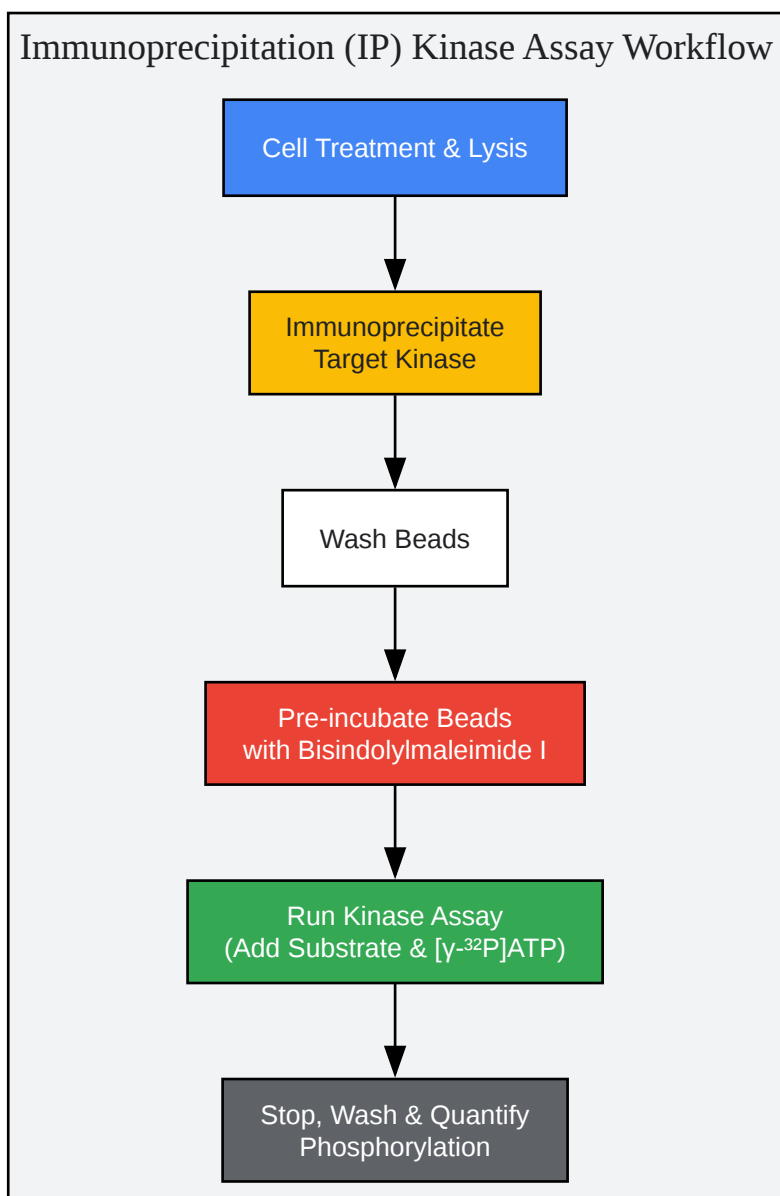 Immunoprecipitation (IP) Kinase Assay Workflow
Cell Treatment & Lysis
Immunoprecipitate
Target Kinase
Wash Beads
Pre-incubate Beads
with Bisindolylmaleimide I
Run Kinase Assay
(Add Substrate & [γ-³²P]ATP)
Stop, Wash & Quantify
Phosphorylation